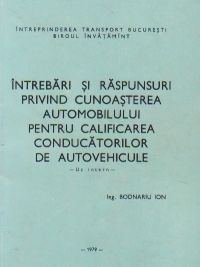 ÎNTREPRINDEREA TRANSPORT BUCUREȘTI
BIROUL ÎNVĂȚĂMÎNT
ÎNTREBĂRI ȘI RĂSPUNSURI
PRIVIND CUNOAȘTEREA
AUTOMOBILULUI
PENTRU CALIFICAREA
CONDUCĂTORILOR
DE AUTOVEHICULE
— Uz intern —
Ing. BODNARIU ION
— 1979 —